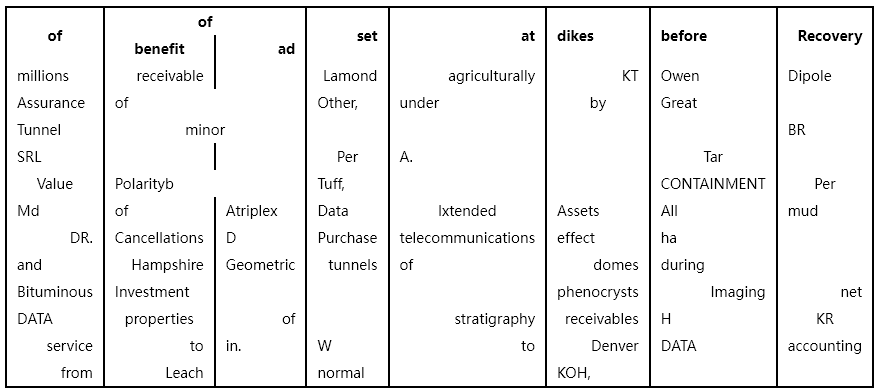 of
of set at dikes before Recovery
benefit ad
millions receivable Lamond agriculturally KT Owen Dipole
Assurance of Other, under by Great
Tunnel minor BR
SRL Per A. Tar
Value Polarityb Tuff, CONTAINMENT Per
Md of Atriplex Data Ixtended Assets All mud
DR. Cancellations D Purchase telecommunications effect ha
and Hampshire Geometric tunnels of domes during
Bituminous Investment phenocrysts Imaging net
DATA properties of stratigraphy receivables H KR
service to in. W to Denver DATA accounting
from Leach normal KOH,